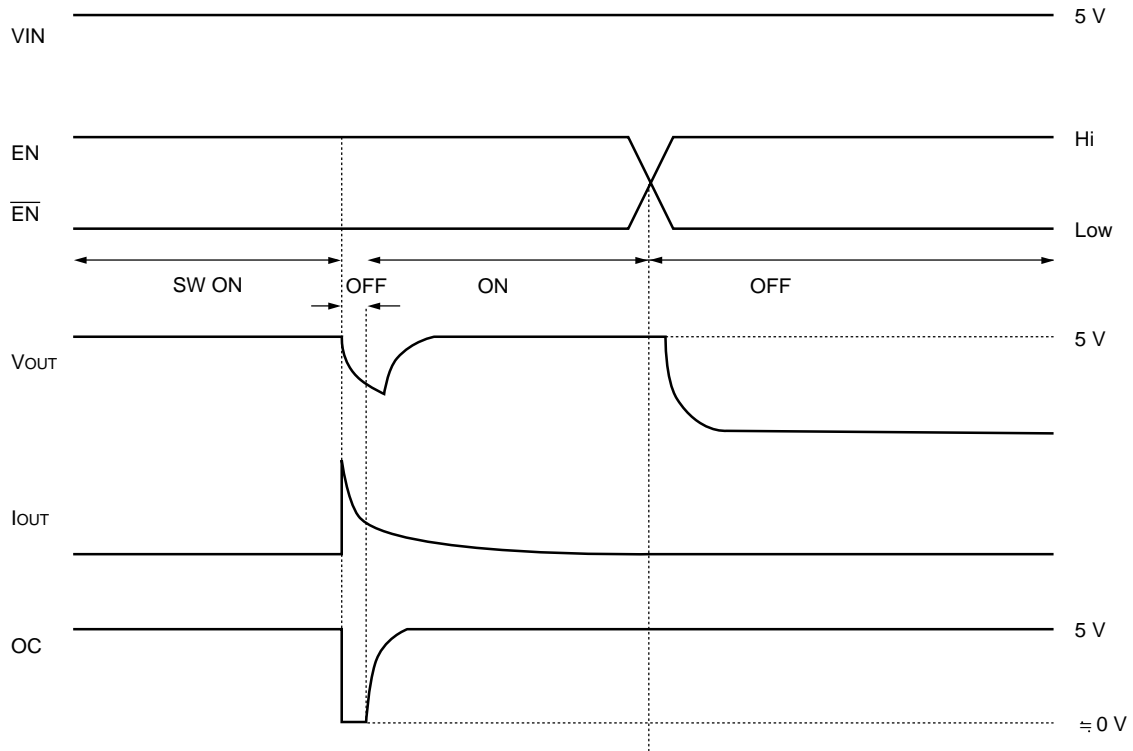 VIN 5 V
EN Hi
EN Low
SW ON OFF ON OFF
VOUT 5 V
IOUT
OC 5 V
≒ 0 V